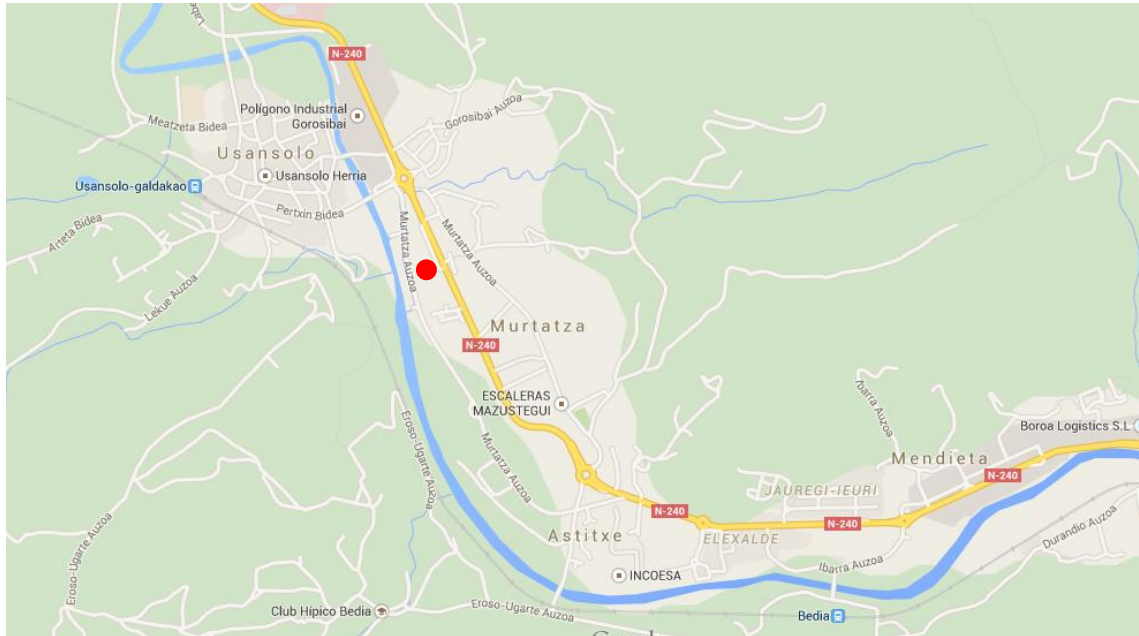 Labe
N-240
Poligono Industrial
Gorosibai
Gorosibai Auzoa
Meatzeta Bidea
Usansolo
Usansolo Herria
Usansolo-galdakao
Pertxin Bidea
Arteta Bidea
Murtatza Auzoa
Murtatza Auzoa
Lekue Auzoa
Murtatza
N-240
ESCALERAS
MAZUSTEGUI
Ibarra Auzoa
Boroa Logistics S.L
Eroso-Ugarte Auzoa
Murtatza Auzoa
Mendieta
N-240
JAUREGI-IEURI
N-240
N-240
Astitxe
ELEXALDE
Durandio Auzoa
Eroso-Ugarte Auzoa
Ibarra Auzoa
INCOESA
Club Hípico Bedia
Eroso-Ugarte Auzoa
Bedia